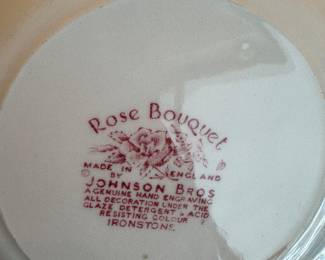 Rose Bouquet
MADE IN ENGLAND
©
BY
JOHNSON BROS
A GENUINE HAND ENGRAVING
ALL DECORATION UNDER THE
GLAZE DETERGENT & ACID
RESISTING COLOUR
IRONSTONE